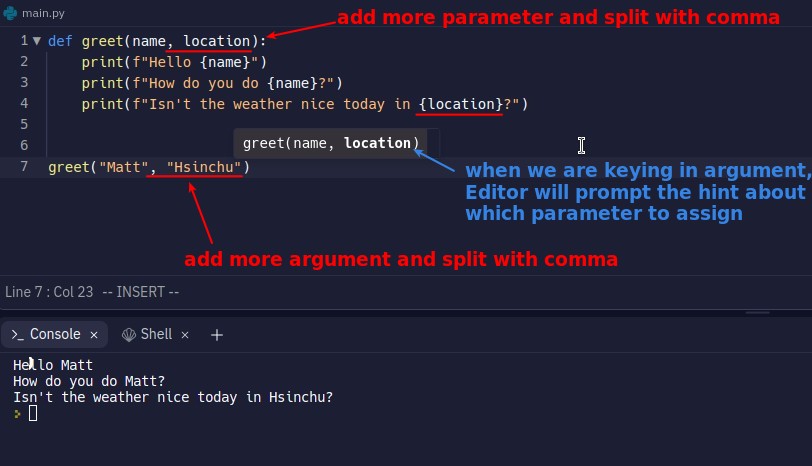 main.py
add more parameter and split with comma
1 def greet(name, location):
2 print(f"Hello {name}")
3 print(f"How do you do {name}?")
4 print(f"Isn't the weather nice today in {location}?")
5
6
greet(name, location)
7 greet("Matt", "Hsinchu")
when we are keying in argument,
Editor will prompt the hint about
which parameter to assign
add more argument and split with comma
Line 7 : Col 23 -- INSERT --
Console × Shell × +
Hello Matt
How do you do Matt?
Isn't the weather nice today in Hsinchu?